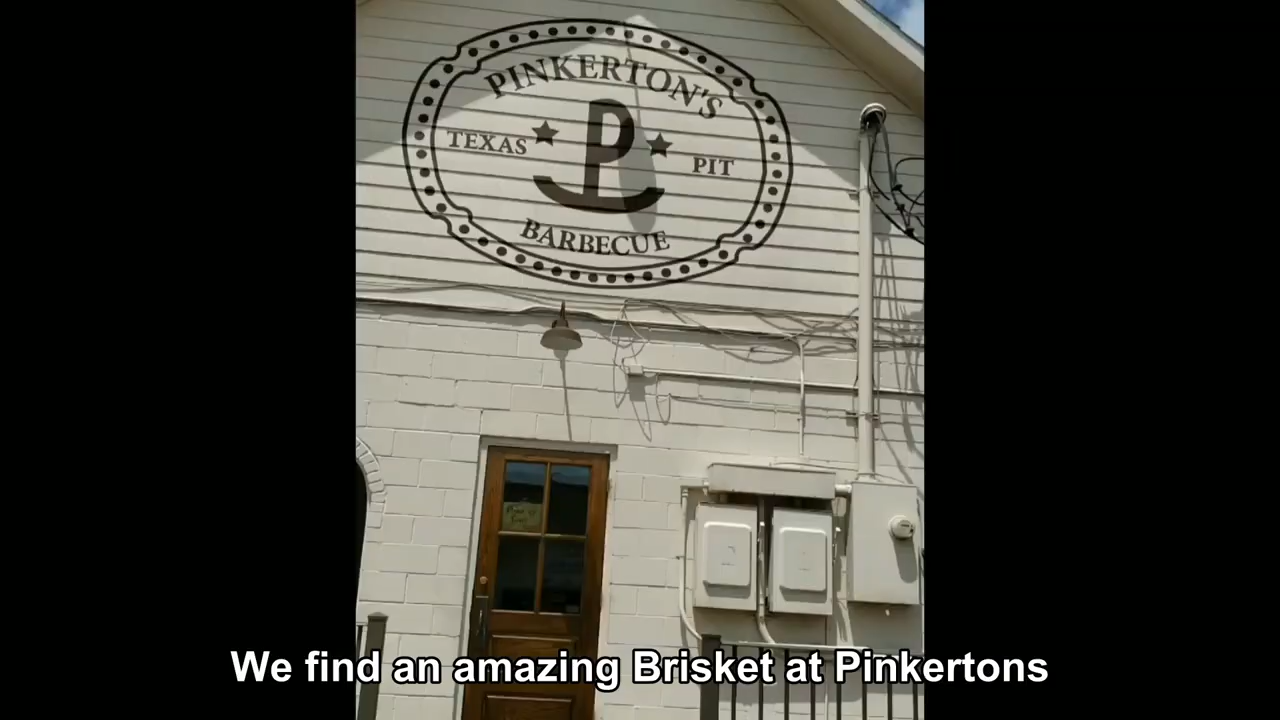 PINKERTON'S
TEXAS P PIT
BARBECUE
We find an amazing Brisket at Pinkertons